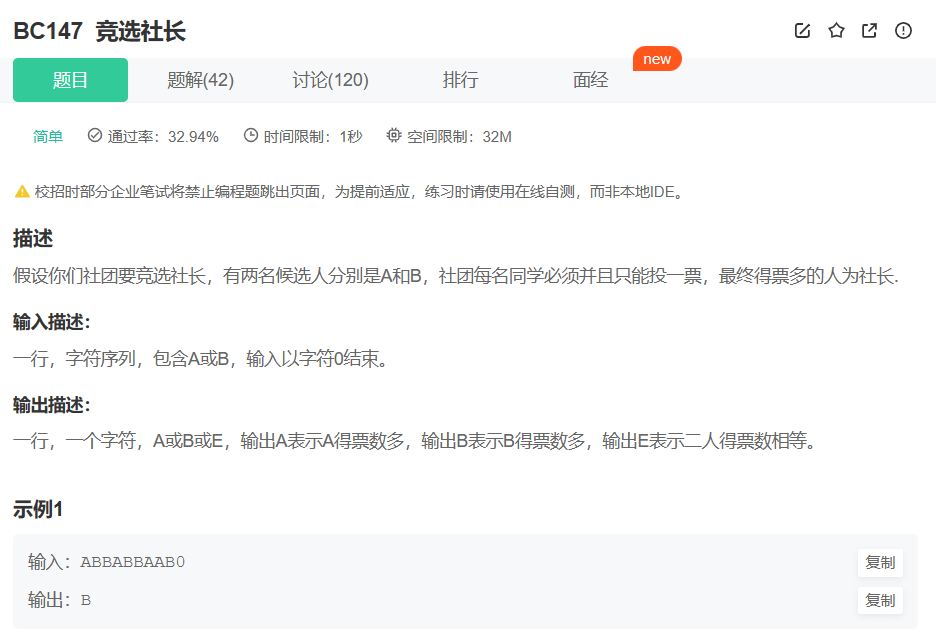 BC147 竞选社长
题目 题解(42) 讨论(120) 排行 面经 new
简单 通过率：32.94% 时间限制：1秒 空间限制：32M
校招时部分企业笔试将禁止编程题跳出页面，为提前适应，练习时请使用在线自测，而非本地IDE。
描述
假设你们社团要竞选社长，有两名候选人分别是A和B，社团每名同学必须并且只能投一票，最终得票多的人为社长.
输入描述：
一行，字符序列，包含A或B，输入以字符0结束。
输出描述：
一行，一个字符，A或B或E，输出A表示A得票数多，输出B表示B得票数多，输出E表示二人得票数相等。
示例1
输入：ABBABBAAB0 复制
输出：B 复制